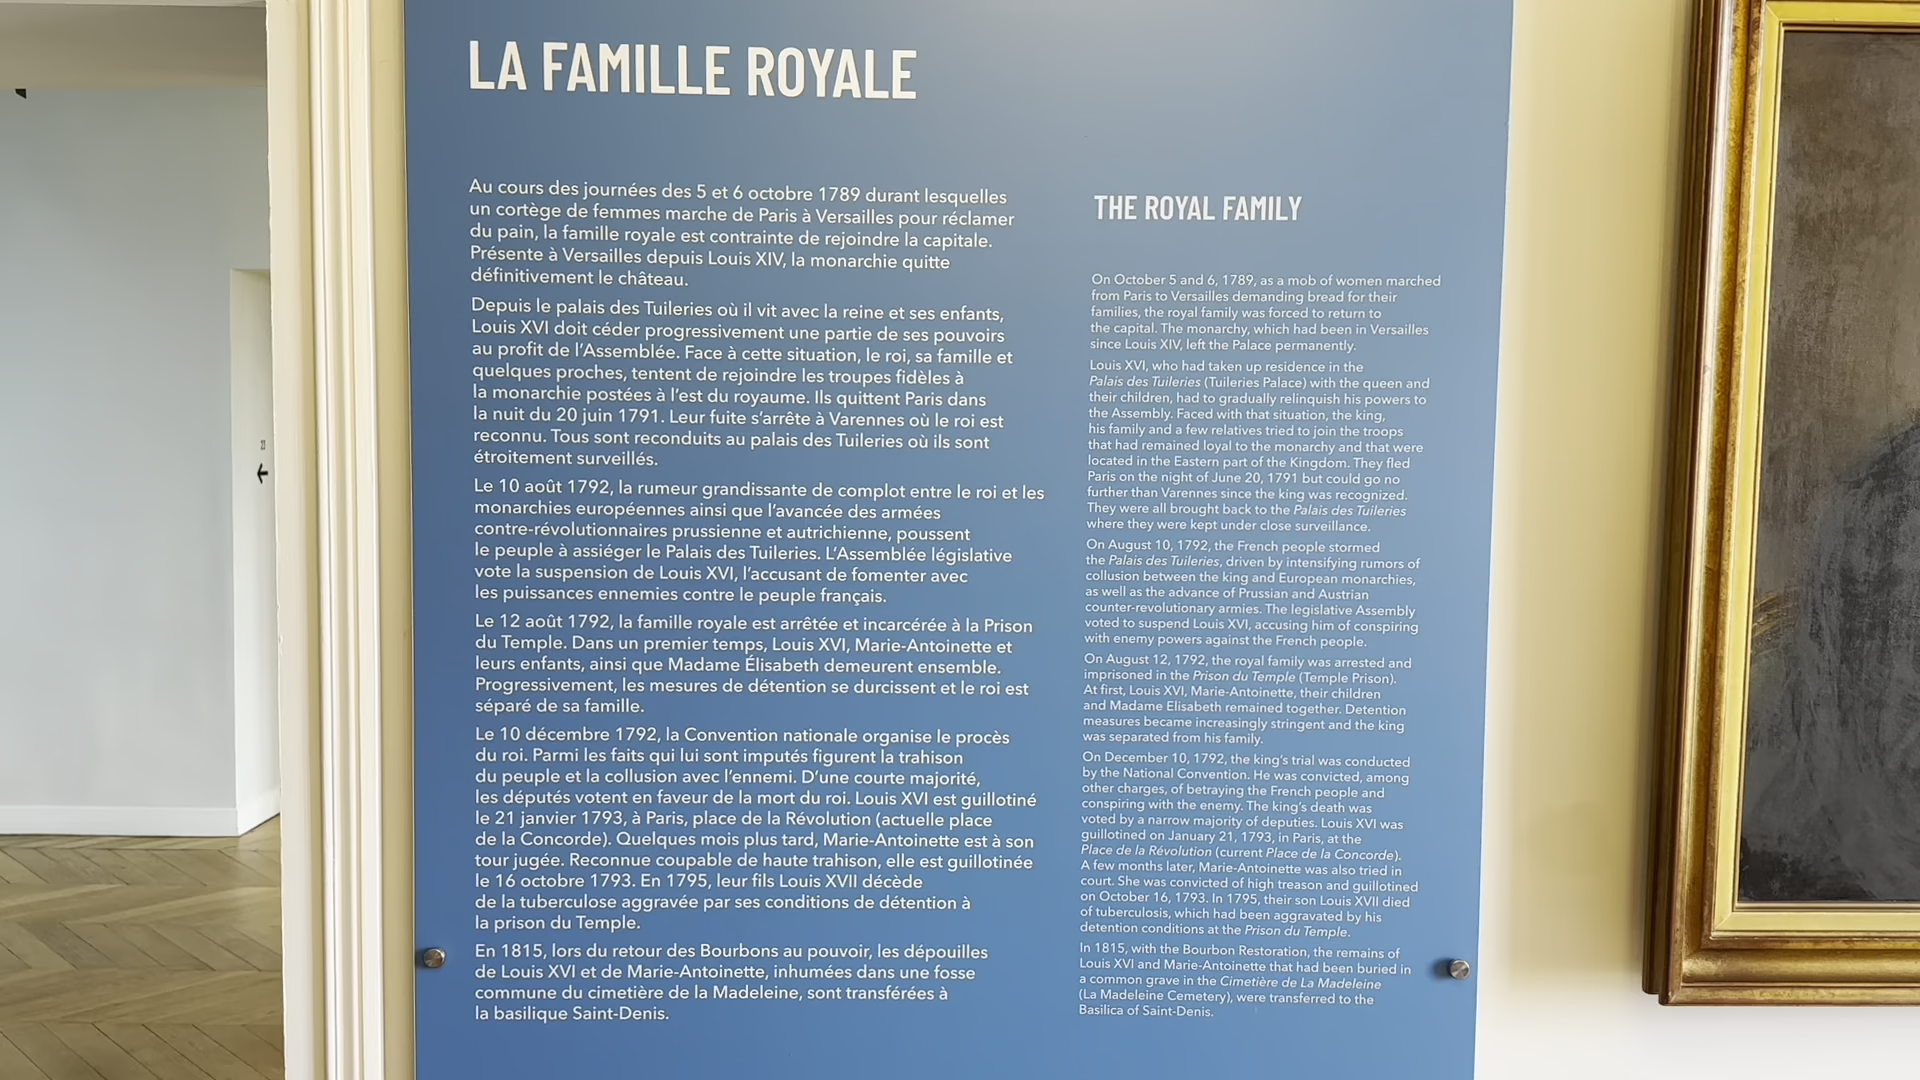 LA FAMILLE ROYALE
Au cours des journées des 5 et 6 octobre 1789 durant lesquelles
un cortège de femmes marche de Paris à Versailles pour réclamer
du pain, la famille royale est contrainte de rejoindre la capitale.
Présente à Versailles depuis Louis XIV, la monarchie quitte
définitivement le château.
Depuis le palais des Tuileries où il vit avec la reine et ses enfants,
Louis XVI doit céder progressivement une partie de ses pouvoirs
au profit de l'Assemblée. Face à cette situation, le roi, sa famille et
quelques proches, tentent de rejoindre les troupes fidèles à
la monarchie postées à l'est du royaume. Ils quittent Paris dans
la nuit du 20 juin 1791. Leur fuite s'arrête à Varennes où le roi est
reconnu. Tous sont reconduits au palais des Tuileries où ils sont
étroitement surveillés.
Le 10 août 1792, la rumeur grandissante de complot entre le roi et les
monarchies européennes ainsi que l'avancée des armées
contre-révolutionnaires prussienne et autrichienne, poussent
le peuple à assiéger le Palais des Tuileries. L'Assemblée législative
vote la suspension de Louis XVI, l'accusant de fomenter avec
les puissances ennemies contre le peuple français.
Le 12 août 1792, la famille royale est arrêtée et incarcérée à la Prison
du Temple. Dans un premier temps, Louis XVI, Marie-Antoinette et
leurs enfants, ainsi que Madame Élisabeth demeurent ensemble.
Progressivement, les mesures de détention se durcissent et le roi est
séparé de sa famille.
Le 10 décembre 1792, la Convention nationale organise le procès
du roi. Parmi les faits qui lui sont imputés figurent la trahison
du peuple et la collusion avec l'ennemi. D'une courte majorité,
les députés votent en faveur de la mort du roi. Louis XVI est guillotiné
le 21 janvier 1793, à Paris, place de la Révolution (actuelle place
de la Concorde). Quelques mois plus tard, Marie-Antoinette est à son
tour jugée. Reconnue coupable de haute trahison, elle est guillotinée
le 16 octobre 1793. En 1795, leur fils Louis XVII décède
de la tuberculose aggravée par ses conditions de détention à
la prison du Temple.
En 1815, lors du retour des Bourbons au pouvoir, les dépouilles
de Louis XVI et de Marie-Antoinette, inhumées dans une fosse
commune du cimetière de la Madeleine, sont transférées à
la basilique Saint-Denis.
THE ROYAL FAMILY
On October 5 and 6, 1789, as a mob of women marched
from Paris to Versailles demanding bread for their
families, the royal family was forced to return to
the capital. The monarchy, which had been in Versailles
since Louis XIV, left the Palace permanently.
Louis XVI, who had taken up residence in the
Palais des Tuileries (Tuileries Palace) with the queen and
their children, had to gradually relinquish his powers to
the Assembly. Faced with that situation, the king,
his family and a few relatives tried to join the troops
that had remained loyal to the monarchy and that were
located in the Eastern part of the Kingdom. They fled
Paris on the night of June 20, 1791 but could go no
further than Varennes since the king was recognized.
They were all brought back to the Palais des Tuileries
where they were kept under close surveillance.
On August 10, 1792, the French people stormed
the Palais des Tuileries, driven by intensifying rumors of
collusion between the king and European monarchies,
as well as the advance of Prussian and Austrian
counter-revolutionary armies. The legislative Assembly
voted to suspend Louis XVI, accusing him of conspiring
with enemy powers against the French people.
On August 12, 1792, the royal family was arrested and
imprisoned in the Prison du Temple (Temple Prison).
At first, Louis XVI, Marie-Antoinette, their children
and Madame Elisabeth remained together. Detention
measures became increasingly stringent and the king
was separated from his family.
On December 10, 1792, the king's trial was conducted
by the National Convention. He was convicted, among
other charges, of betraying the French people and
conspiring with the enemy. The king's death was
voted by a narrow majority of deputies. Louis XVI was
guillotined on January 21, 1793, in Paris, at the
Place de la Révolution (current Place de la Concorde).
A few months later, Marie-Antoinette was also tried in
court. She was convicted of high treason and guillotined
on October 16, 1793. In 1795, their son Louis XVII died
of tuberculosis, which had been aggravated by his
detention conditions at the Prison du Temple.
In 1815, with the Bourbon Restoration, the remains of
Louis XVI and Marie-Antoinette that had been buried in
a common grave in the Cimetière de La Madeleine
(La Madeleine Cemetery), were transferred to the
Basilica of Saint-Denis.